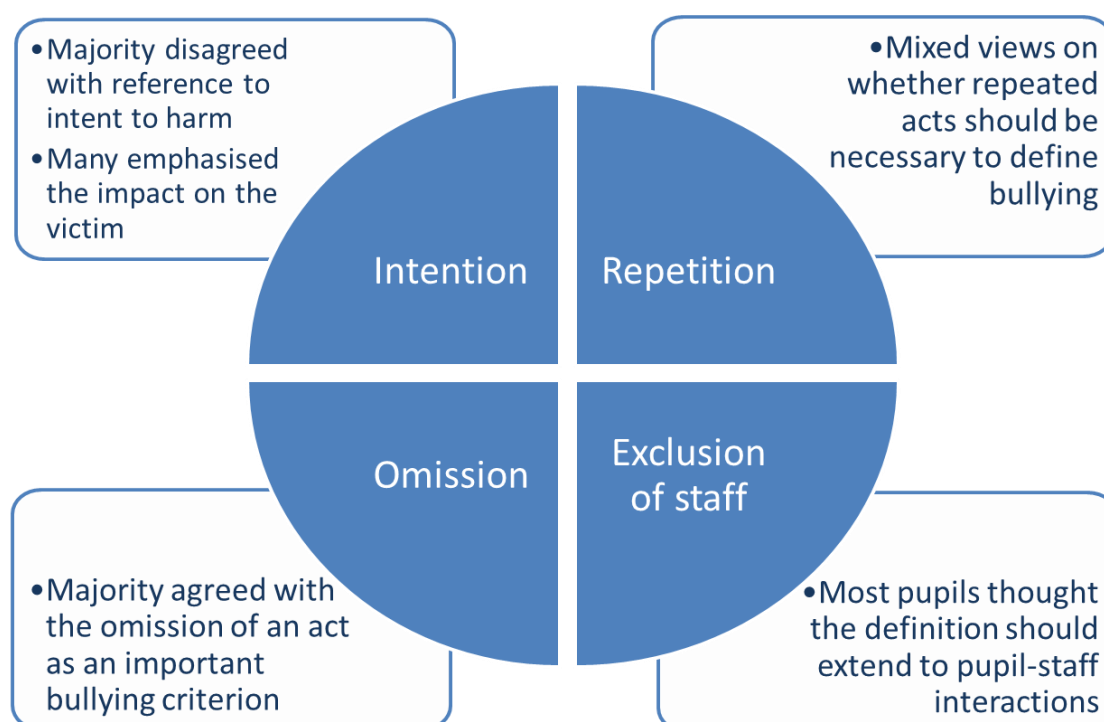 •Majority disagreed
with reference to
intent to harm
•Many emphasised
the impact on the
victim
•Mixed views on
whether repeated
acts should be
necessary to define
bullying
Intention
Repetition
Omission
Exclusion
of staff
•Majority agreed with
the omission of an act
as an important
bullying criterion
•Most pupils thought
the definition should
extend to pupil-staff
interactions